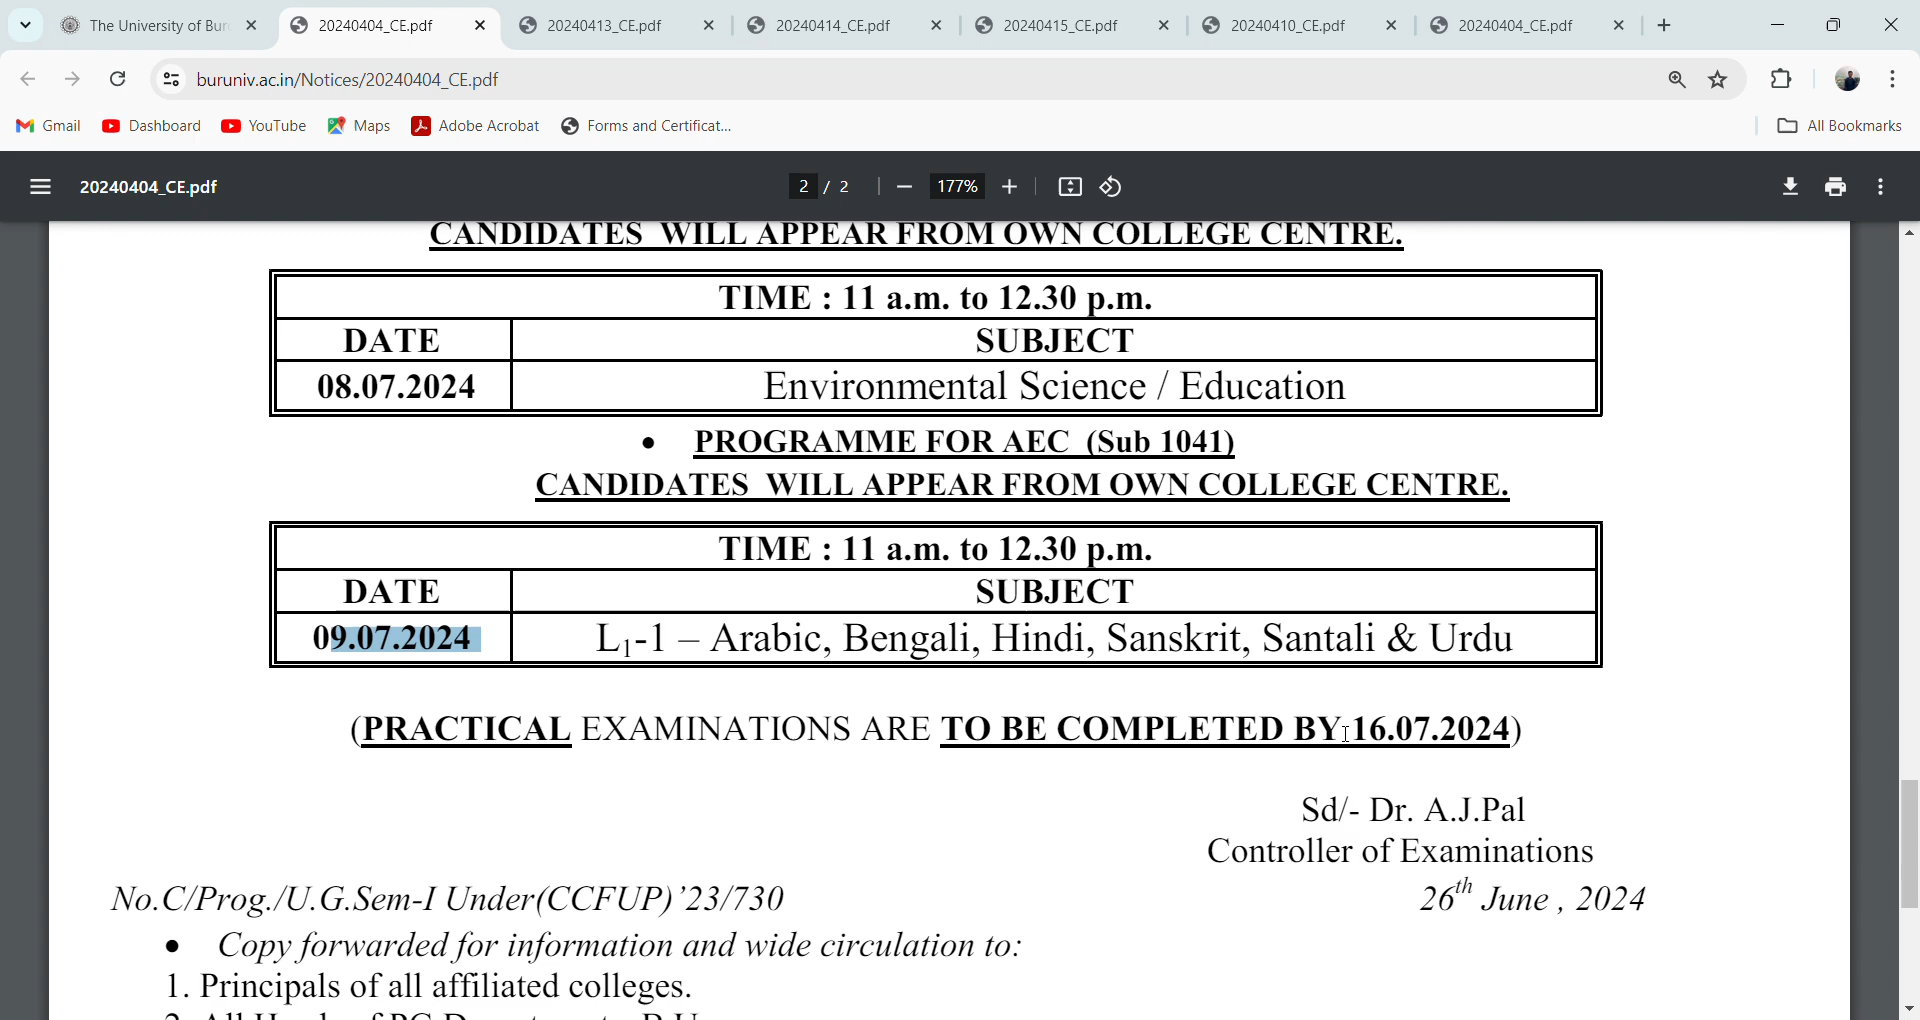 The University of Bur
20240404_CE.pdf
20240413_CE.pdf
20240414_CE.pdf
20240415_CE.pdf
20240410_CE.pdf
20240404_CE.pdf
buruniv.ac.in/Notices/20240404_CE.pdf
Gmail
Dashboard
YouTube
Maps
Adobe Acrobat
Forms and Certificat...
All Bookmarks
20240404_CE.pdf
2 / 2
177%
CANDIDATES WILL APPEAR FROM OWN COLLEGE CENTRE.
TIME : 11 a.m. to 12.30 p.m.
DATE SUBJECT
08.07.2024 Environmental Science / Education
• PROGRAMME FOR AEC (Sub 1041)
CANDIDATES WILL APPEAR FROM OWN COLLEGE CENTRE.
TIME : 11 a.m. to 12.30 p.m.
DATE SUBJECT
09.07.2024 L₁-1 – Arabic, Bengali, Hindi, Sanskrit, Santali & Urdu
(PRACTICAL EXAMINATIONS ARE TO BE COMPLETED BY 16.07.2024)
Sd/- Dr. A.J.Pal
Controller of Examinations
No.C/Prog./U.G.Sem-I Under(CCFUP) ’23/730 26th June , 2024
• Copy forwarded for information and wide circulation to:
1. Principals of all affiliated colleges.